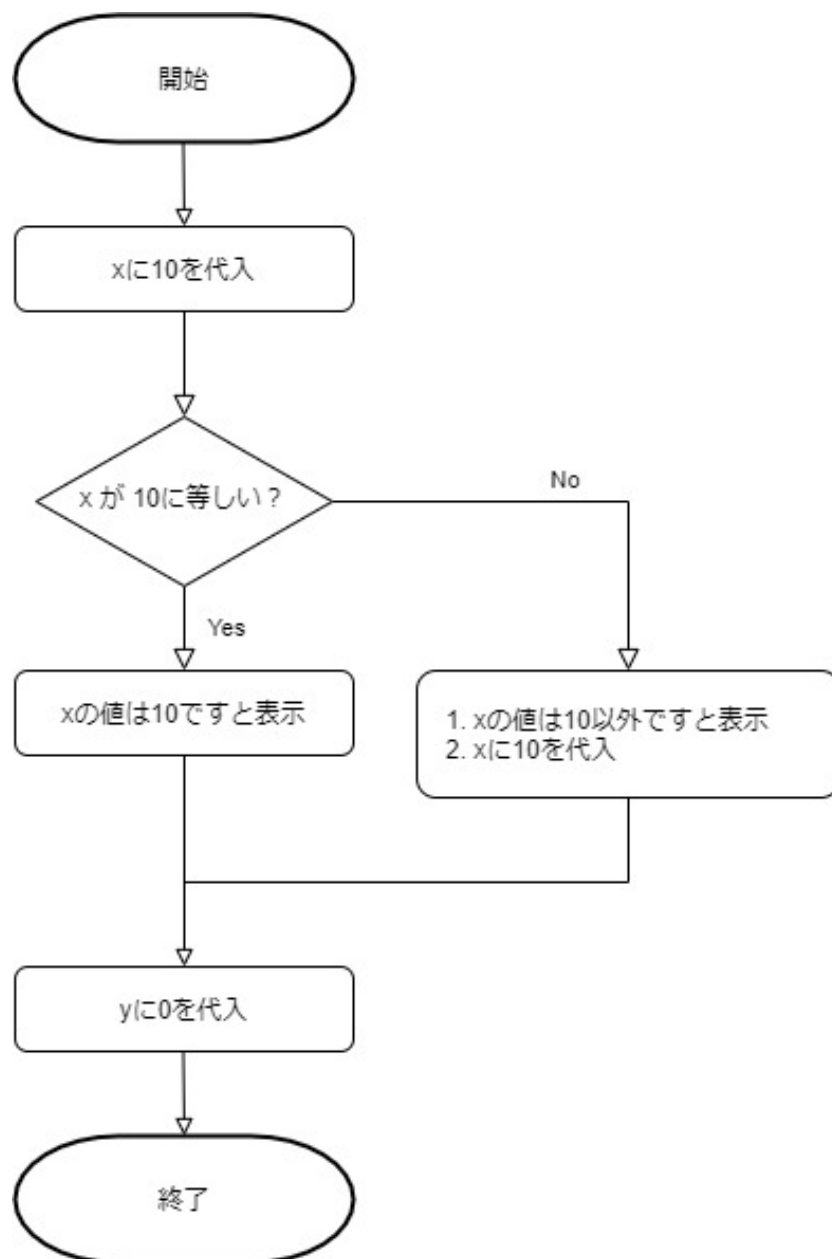 開始
xに10を代入
x が 10に等しい？
No
Yes
xの値は10ですと表示
1. xの値は10以外ですと表示
2. xに10を代入
yに0を代入
終了